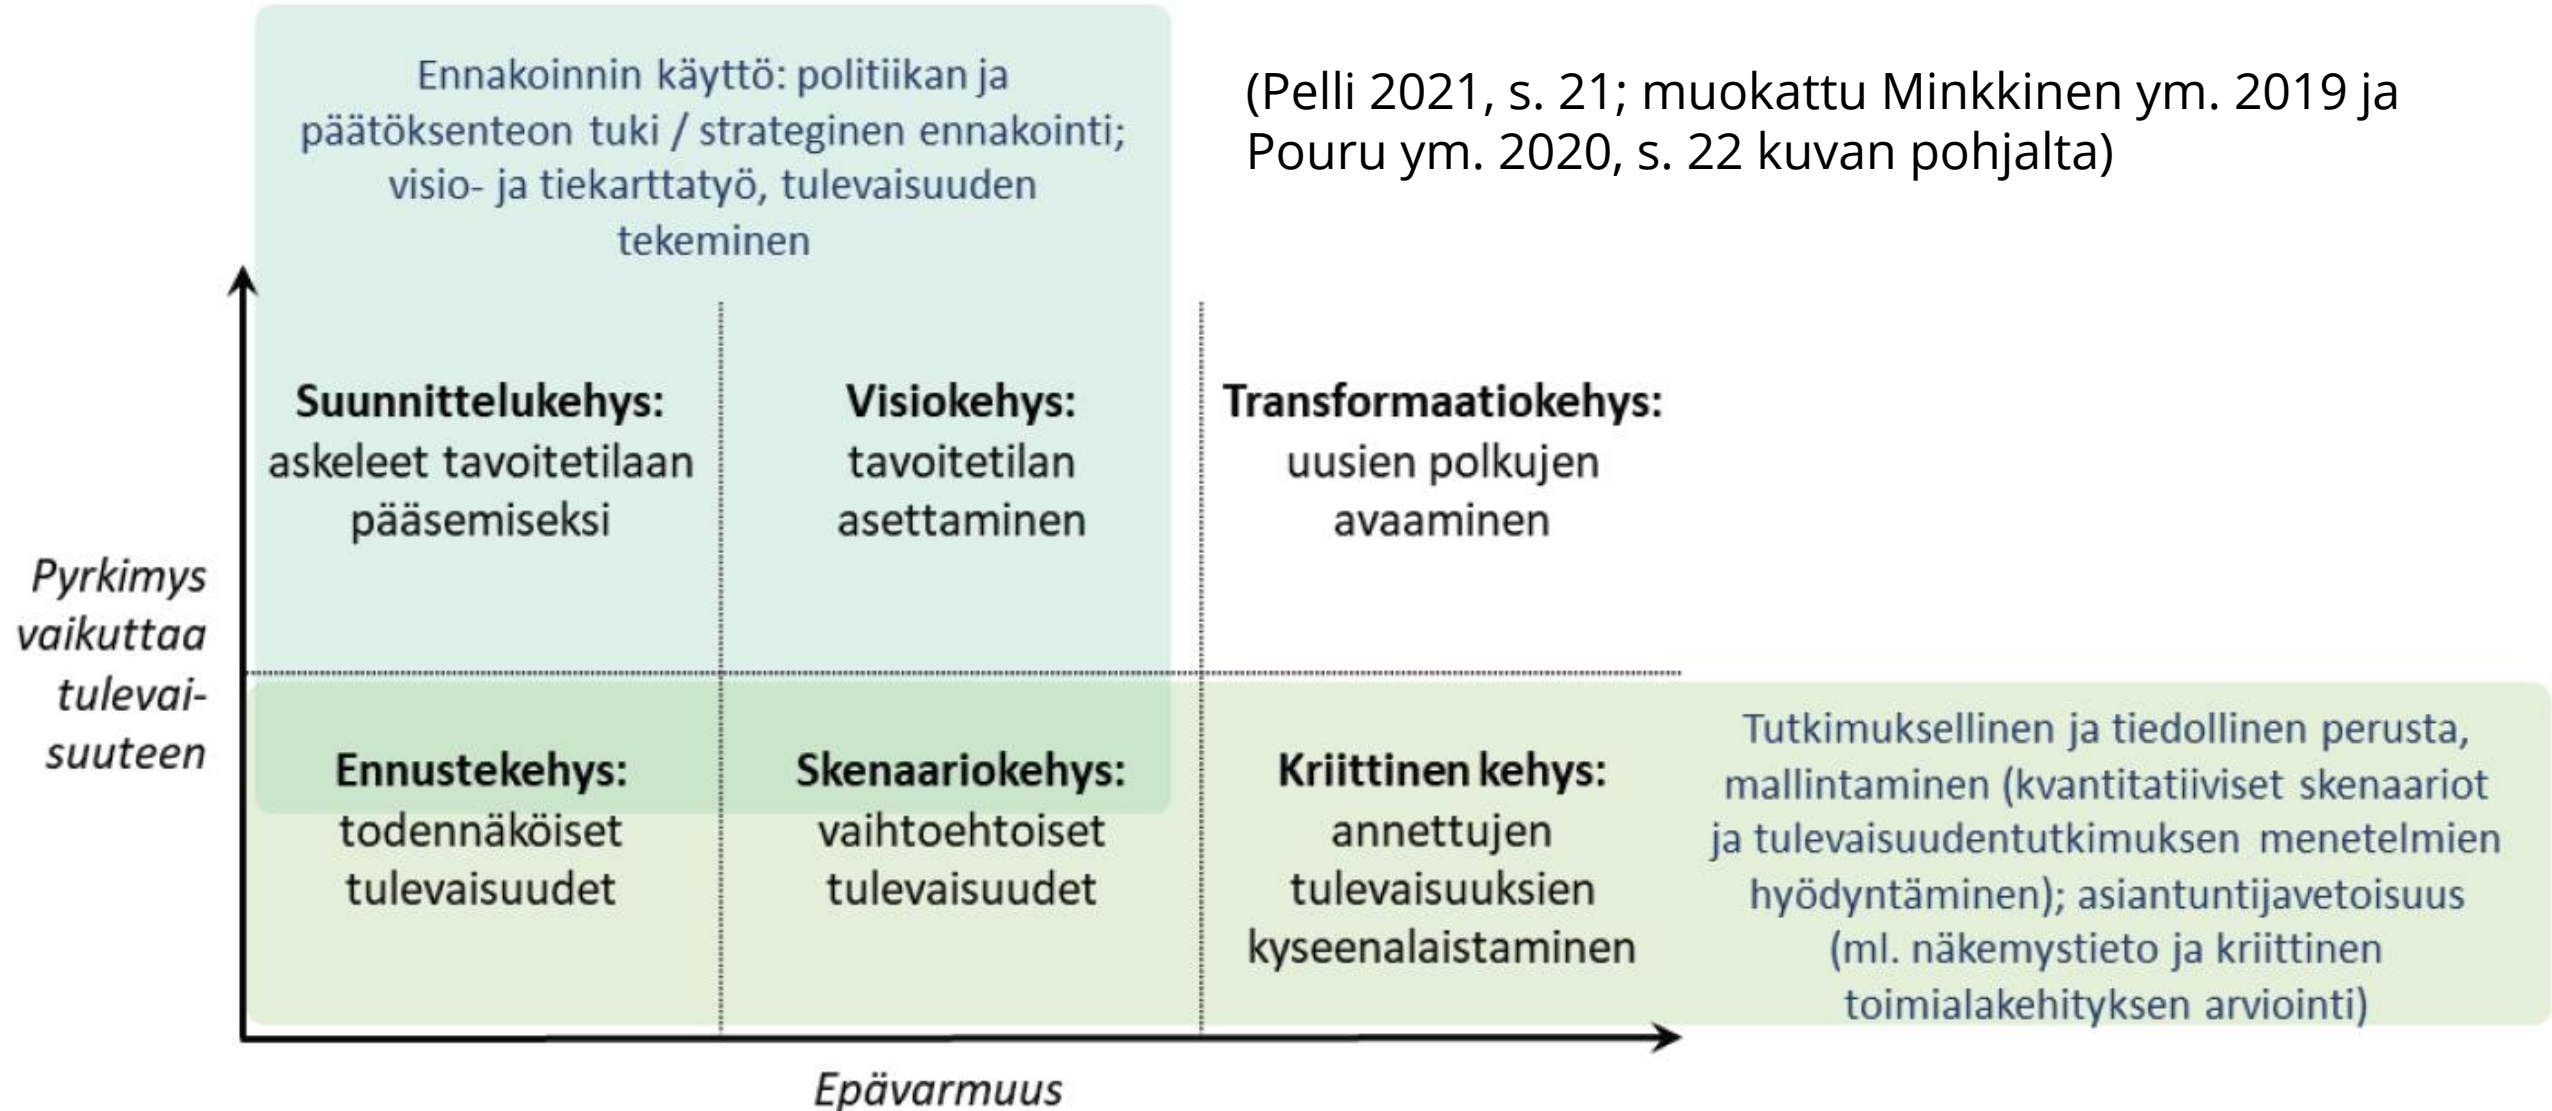 Ennakoinnin käyttö: politiikan ja
päätöksenteon tuki / strateginen ennakointi;
visio- ja tiekarttatyö, tulevaisuuden
tekeminen
(Pelli 2021, s. 21; muokattu Minkkinen ym. 2019 ja
Pouru ym. 2020, s. 22 kuvan pohjalta)
Suunnittelukehys:
askeleet tavoitetilaan
pääsemiseksi
Visiokehys:
tavoitetilan
asettaminen
Transformaatiokehys:
uusien polkujen
avaaminen
Pyrkimys
vaikuttaa
tulevai-
suuteen
Ennustekehys:
todennäköiset
tulevaisuudet
Skenaariokehys:
vaihtoehtoiset
tulevaisuudet
Kriittinen kehys:
annettujen
tulevaisuuksien
kyseenalaistaminen
Tutkimuksellinen ja tiedollinen perusta,
mallintaminen (kvantitatiiviset skenaariot
ja tulevaisuudentutkimuksen menetelmien
hyödyntäminen); asiantuntijavetoisuus
(ml. näkemystieto ja kriittinen
toimialakehityksen arviointi)
Epävarmuus